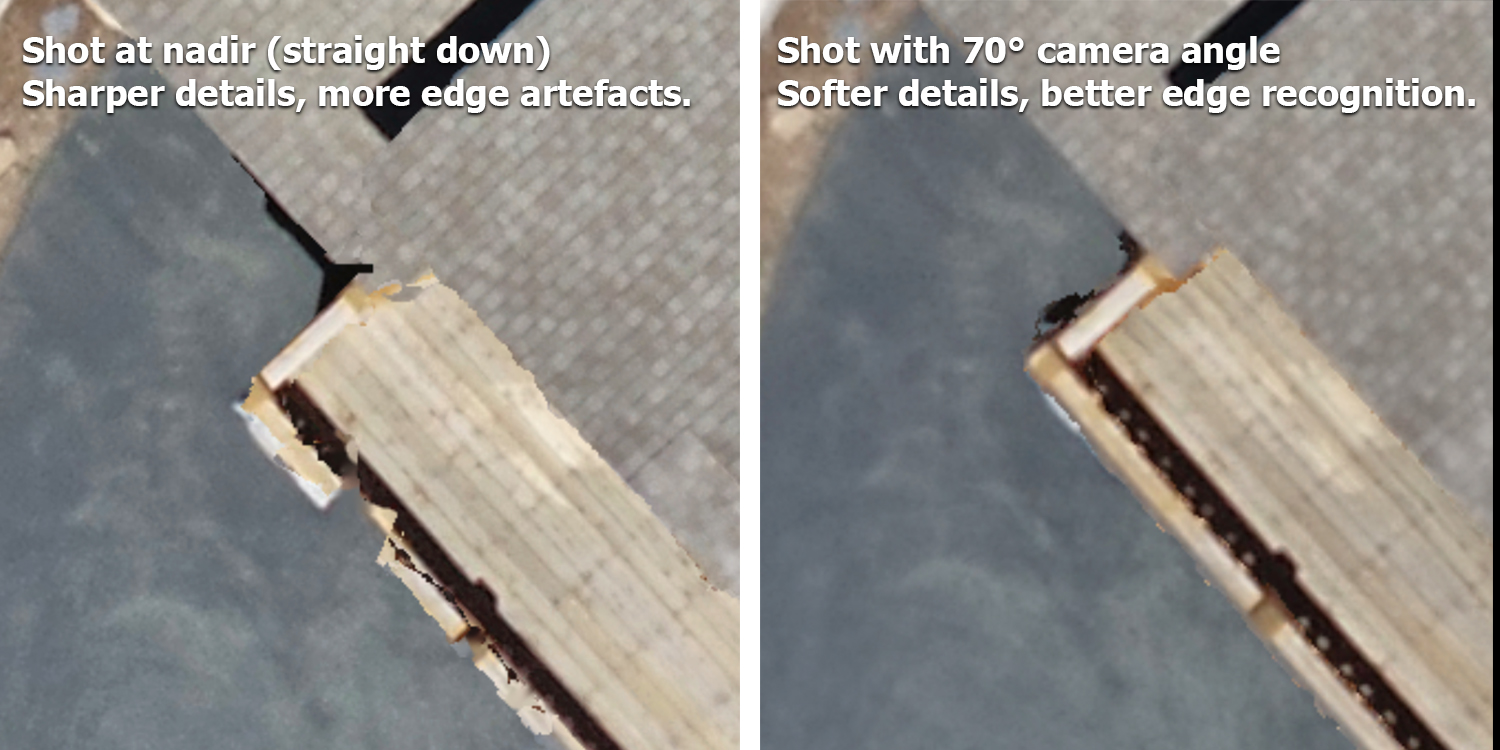 Shot at nadir (straight down)
Sharper details, more edge artefacts.
Shot with 70° camera angle
Softer details, better edge recognition.